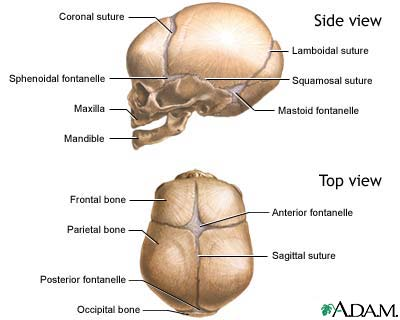 Side view
Coronal suture
Lamboidal suture
Sphenoidal fontanelle
Squamosal suture
Maxilla
Mastoid fontanelle
Mandible
Top view
Frontal bone
Anterior fontanelle
Parietal bone
Sagittal suture
Posterior fontanelle
Occipital bone
A.D.A.M.